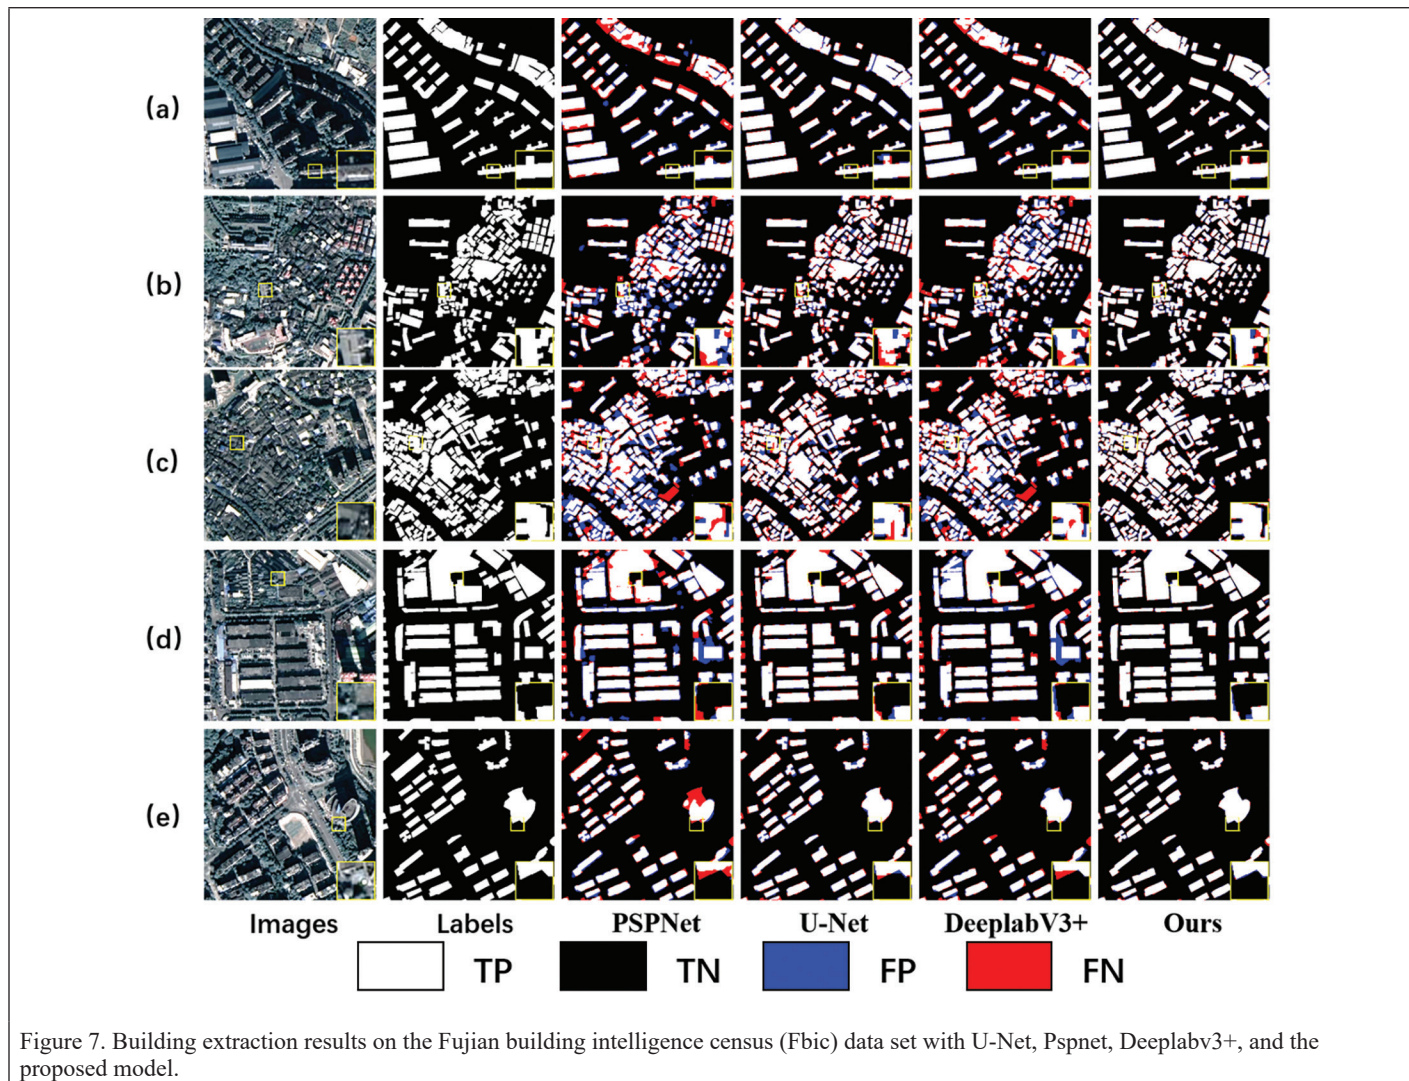 (a)
(b)
(c)
(d)
(e)
Images Labels PSPNet U-Net DeeplabV3+ Ours
TP TN FP FN
Figure 7. Building extraction results on the Fujian building intelligence census (Fbic) data set with U-Net, Pspnet, Deeplabv3+, and the
proposed model.